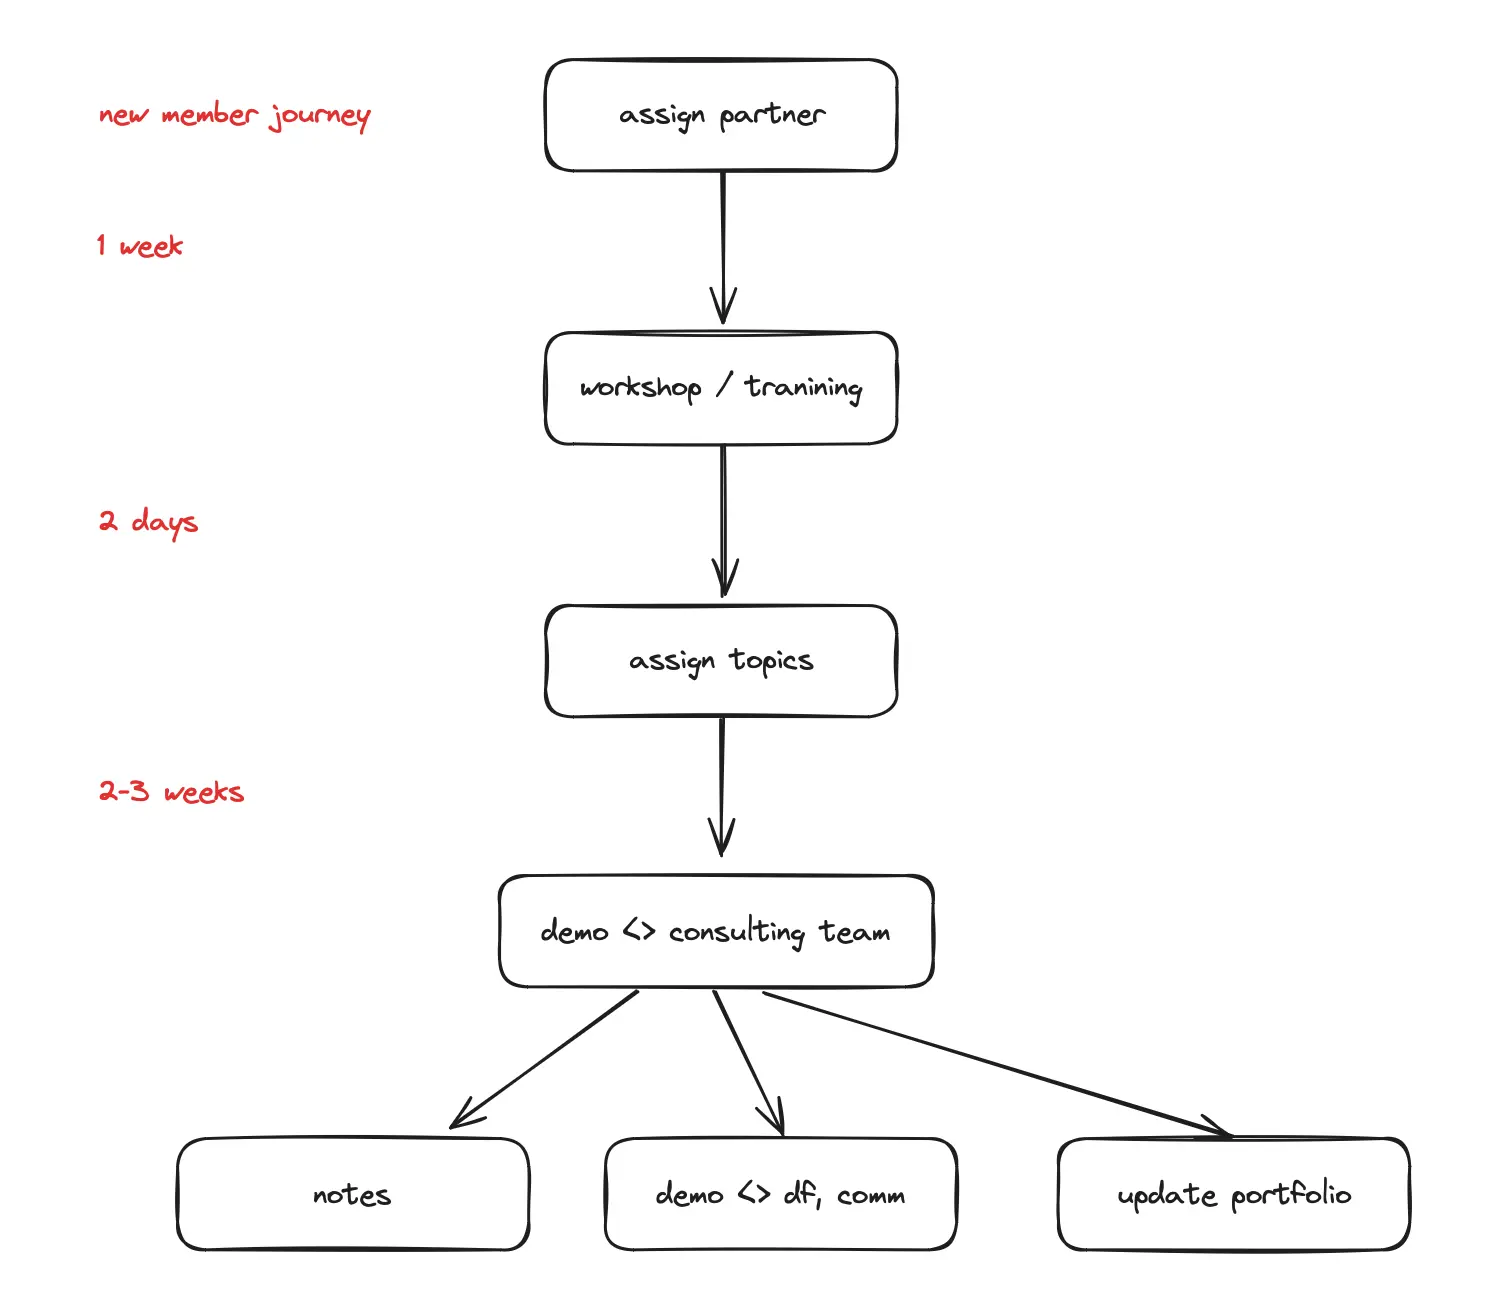 new member journey
assign partner
1 week
workshop / tranining
2 days
assign topics
2-3 weeks
demo <> consulting team
notes
demo <> df, comm
update portfolio